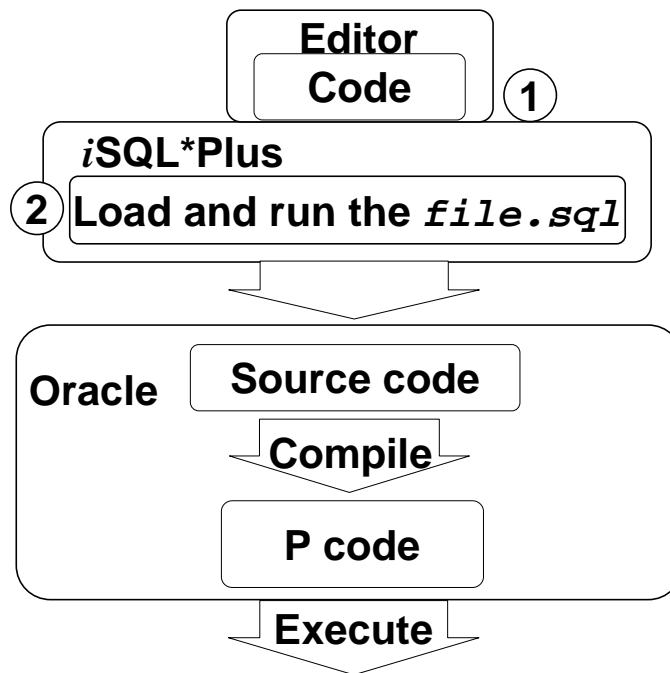 Editor
Code
1
iSQL*Plus
2
Load and run the file.sql
Oracle
Source code
Compile
P code
Execute